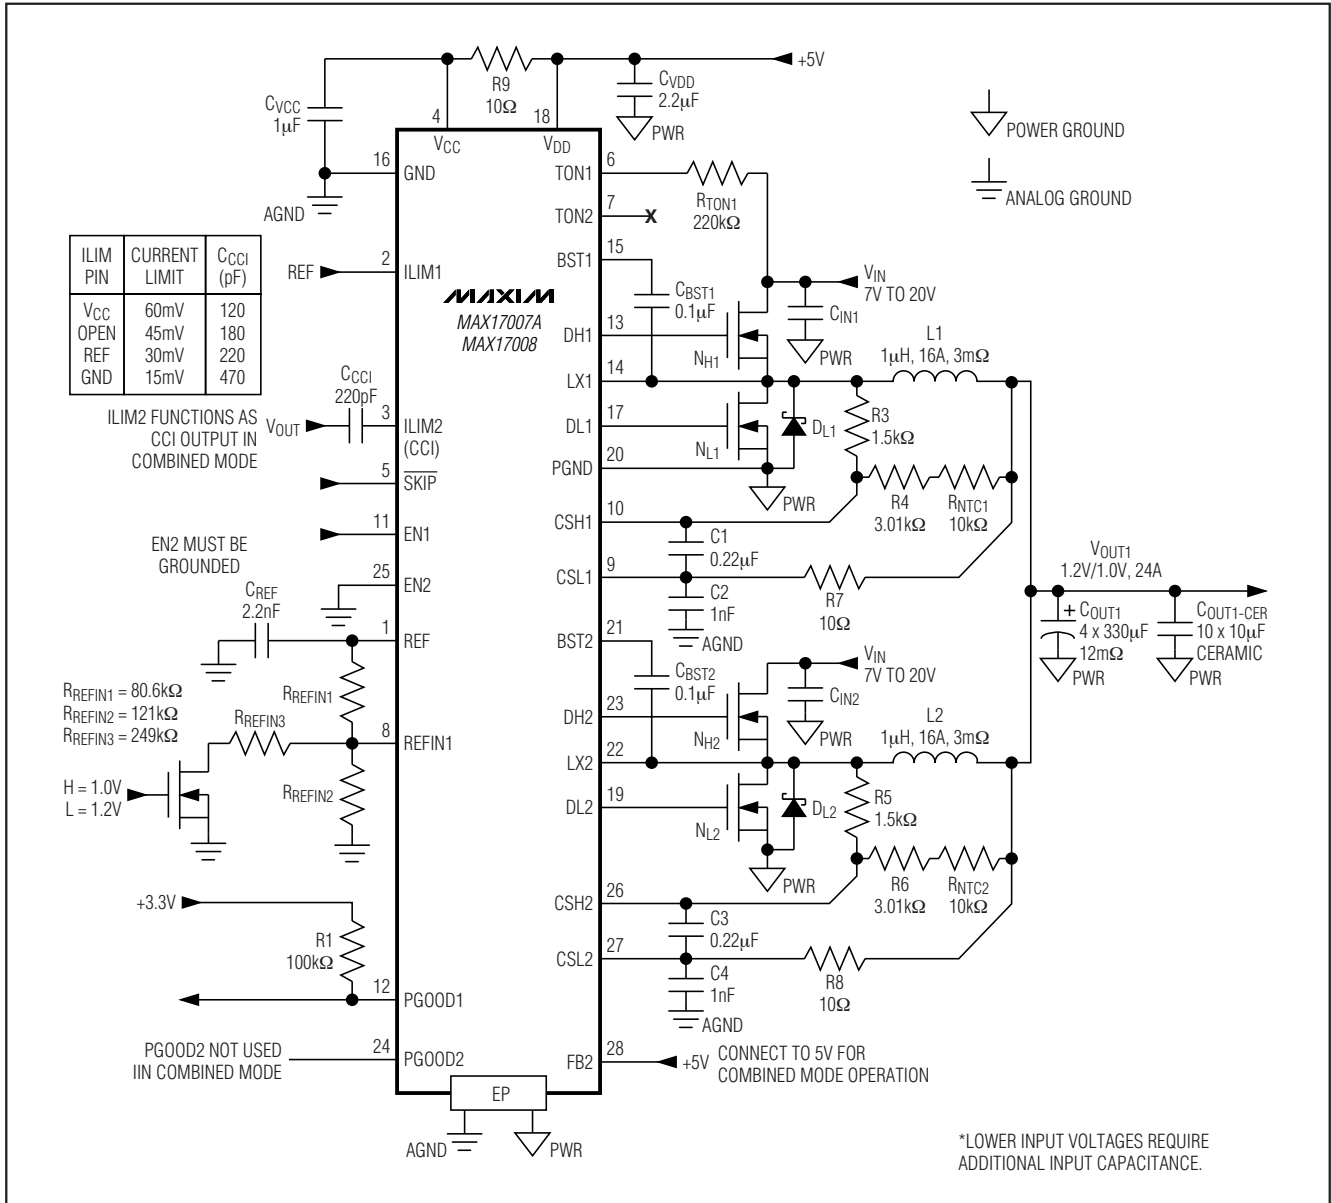 +5V
R9
10Ω
CVDD
2.2µF
PWR
CVCC
1µF
4
VCC
18
VDD
POWER GROUND
ANALOG GROUND
16
GND
AGND
TON1
6
RTON1
220kΩ
TON2
7
X
ILIM PIN
CURRENT LIMIT
CCCI (pF)
VCC 60mV 120
OPEN 45mV 180
REF 30mV 220
GND 15mV 470
REF
2
ILIM1
MAXIM
MAX17007A
MAX17008
BST1
15
CBST1
0.1µF
VIN
7V TO 20V
CIN1
PWR
DH1
13
NH1
L1
1µH, 16A, 3mΩ
LX1
14
ILIM2 FUNCTIONS AS
CCI OUTPUT IN
COMBINED MODE
CCCI
220pF
VOUT
3
ILIM2
(CCI)
DL1
17
NL1
DL1
R3
1.5kΩ
PGND
20
PWR
5
SKIP
R4
3.01kΩ
RNTC1
10kΩ
CSH1
10
C1
0.22µF
11
EN1
EN2 MUST BE
GROUNDED
25
EN2
CSL1
9
R7
10Ω
C2
1nF
AGND
VOUT1
1.2V/1.0V, 24A
+
COUT1
4 x 330µF
12mΩ
PWR
COUT1-CER
10 x 10µF
CERAMIC
PWR
CREF
2.2nF
1
REF
BST2
21
CBST2
0.1µF
VIN
7V TO 20V
CIN2
PWR
RREFIN1 = 80.6kΩ
RREFIN2 = 121kΩ
RREFIN3 = 249kΩ
RREFIN1
RREFIN3
8
REFIN1
RREFIN2
H = 1.0V
L = 1.2V
DH2
23
NH2
L2
1µH, 16A, 3mΩ
LX2
22
DL2
19
NL2
DL2
R5
1.5kΩ
PWR
R6
3.01kΩ
RNTC2
10kΩ
+3.3V
R1
100kΩ
CSH2
26
C3
0.22µF
CSL2
27
R8
10Ω
C4
1nF
AGND
12
PGOOD1
PGOOD2 NOT USED
IIN COMBINED MODE
24
PGOOD2
FB2
28
+5V
CONNECT TO 5V FOR
COMBINED MODE OPERATION
EP
AGND
PWR
*LOWER INPUT VOLTAGES REQUIRE
ADDITIONAL INPUT CAPACITANCE.